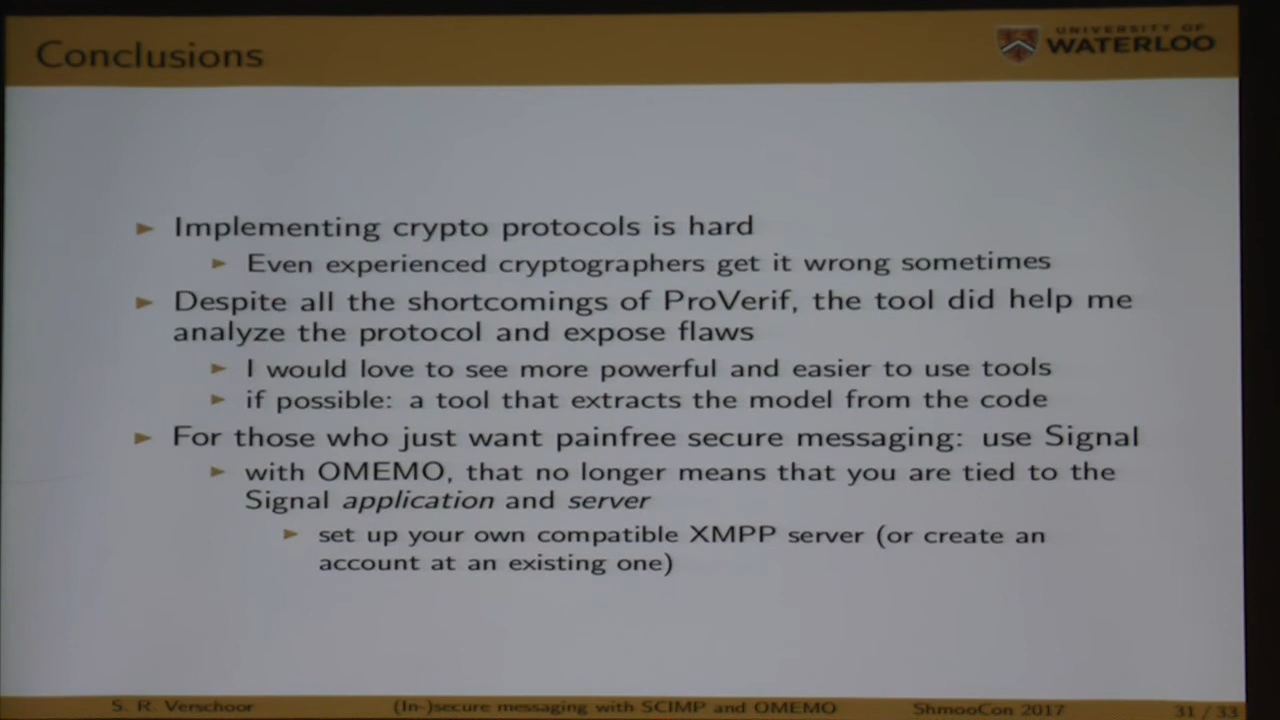 Conclusions
UNIVERSITY OF
WATERLOO
Implementing crypto protocols is hard
Even experienced cryptographers get it wrong sometimes
Despite all the shortcomings of ProVerif, the tool did help me
analyze the protocol and expose flaws
I would love to see more powerful and easier to use tools
if possible: a tool that extracts the model from the code
For those who just want painfree secure messaging: use Signal
with OMEMO, that no longer means that you are tied to the
Signal application and server
set up your own compatible XMPP server (or create an
account at an existing one)
S. R. Verschoor (In-)secure messaging with SCIMP and OMEMO ShmooCon 2017 31 / 33